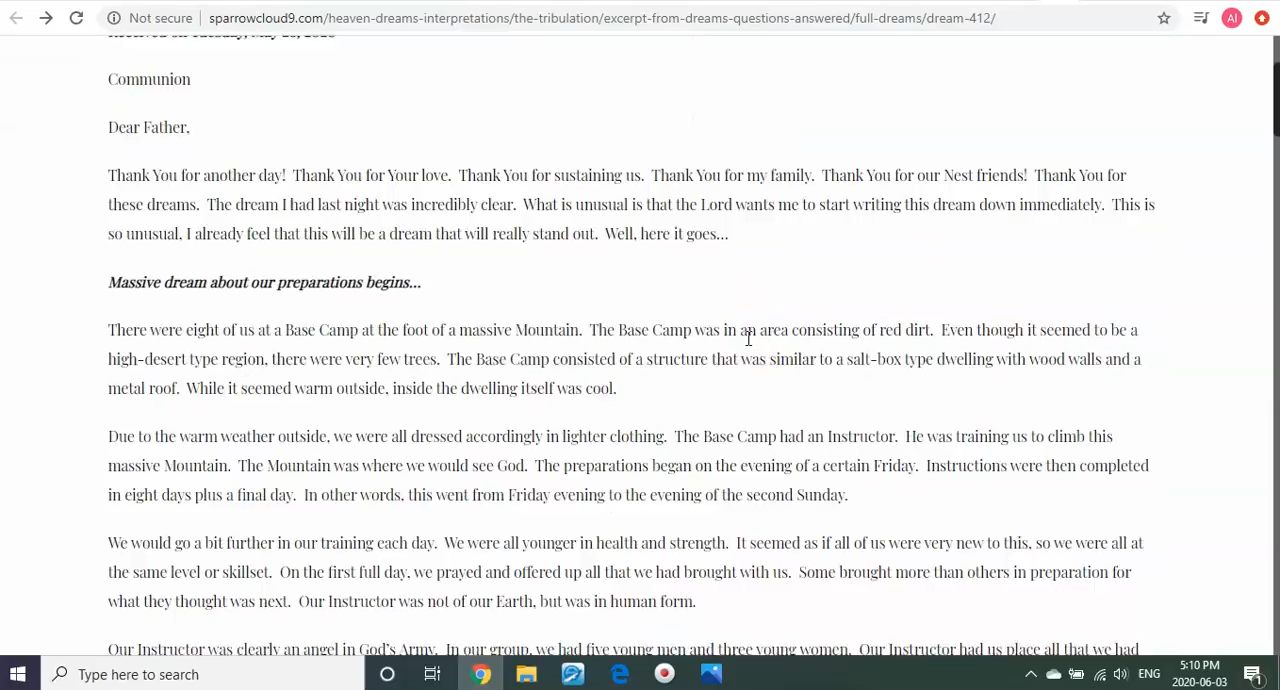 Not secure | sparrowcloud9.com/heaven-dreams-interpretations/the-tribulation/excerpt-from-dreams-questions-answered/full-dreams/dream-412/
AI
Communion
Dear Father,
Thank You for another day!  Thank You for Your love.  Thank You for sustaining us.  Thank You for my family.  Thank You for our Nest friends!  Thank You for
these dreams.  The dream I had last night was incredibly clear.  What is unusual is that the Lord wants me to start writing this dream down immediately.  This is
so unusual, I already feel that this will be a dream that will really stand out.  Well, here it goes…
Massive dream about our preparations begins…
There were eight of us at a Base Camp at the foot of a massive Mountain.  The Base Camp was in an area consisting of red dirt.  Even though it seemed to be a
high-desert type region, there were very few trees.  The Base Camp consisted of a structure that was similar to a salt-box type dwelling with wood walls and a
metal roof.  While it seemed warm outside, inside the dwelling itself was cool.
Due to the warm weather outside, we were all dressed accordingly in lighter clothing.  The Base Camp had an Instructor.  He was training us to climb this
massive Mountain.  The Mountain was where we would see God.  The preparations began on the evening of a certain Friday.  Instructions were then completed
in eight days plus a final day.  In other words, this went from Friday evening to the evening of the second Sunday.
We would go a bit further in our training each day.  We were all younger in health and strength.  It seemed as if all of us were very new to this, so we were all at
the same level or skillset.  On the first full day, we prayed and offered up all that we had brought with us.  Some brought more than others in preparation for
what they thought was next.  Our Instructor was not of our Earth, but was in human form.
Our Instructor was clearly an angel in God's Army.  In our group, we had five young men and three young women.  Our Instructor had us place all that we had
Type here to search
ENG
5:10 PM
2020-06-03
1